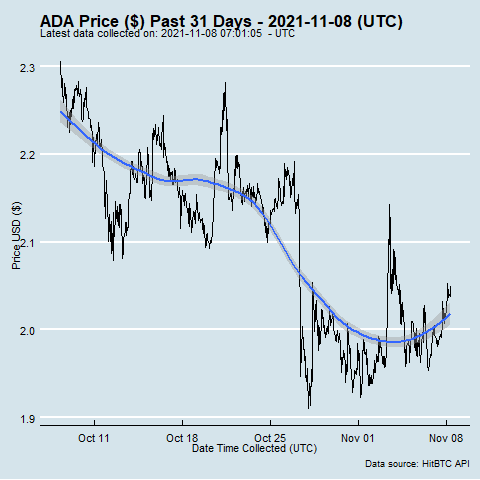 ADA Price ($) Past 31 Days - 2021-11-08 (UTC)
Latest data collected on: 2021-11-08 07:01:05 - UTC
Price USD ($)
2.3
2.2
2.1
2.0
1.9
Oct 11 Oct 18 Oct 25 Nov 01 Nov 08
Date Time Collected (UTC)
Data source: HitBTC API